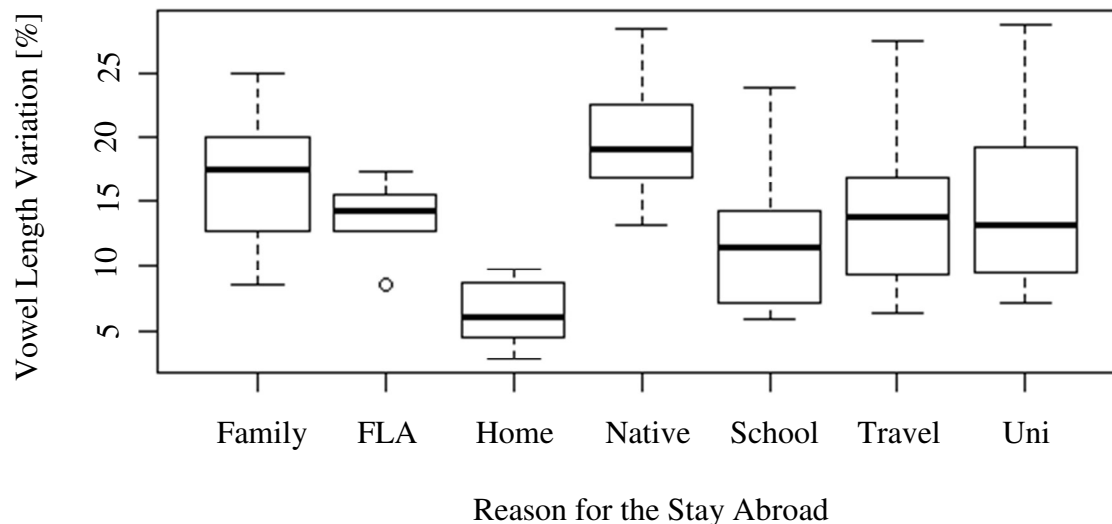 Vowel Length Variation [%]
25
20
15
10
5
Family FLA Home Native School Travel Uni
Reason for the Stay Abroad